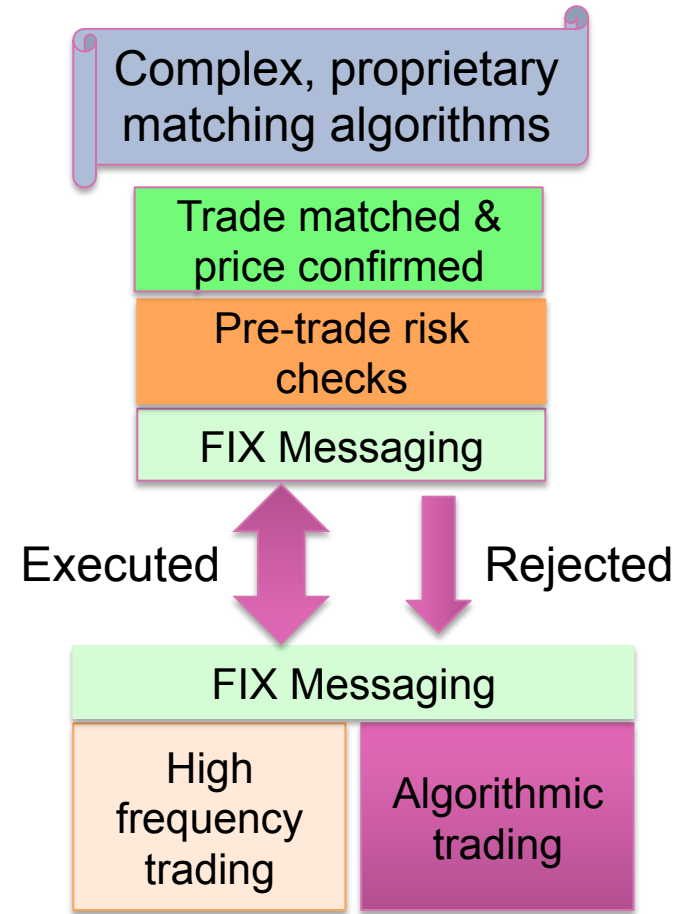 Complex, proprietary
matching algorithms
Trade matched &
price confirmed
Pre-trade risk
checks
FIX Messaging
Executed
Rejected
FIX Messaging
High
frequency
trading
Algorithmic
trading